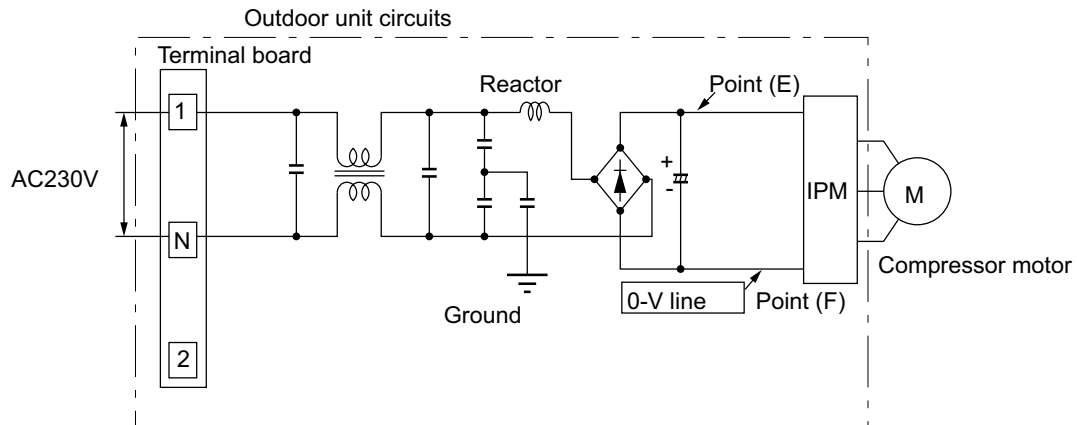 Outdoor unit circuits
Terminal board
Reactor
Point (E)
1
AC230V
+
-
IPM
M
N
Compressor motor
0-V line
Point (F)
Ground
2